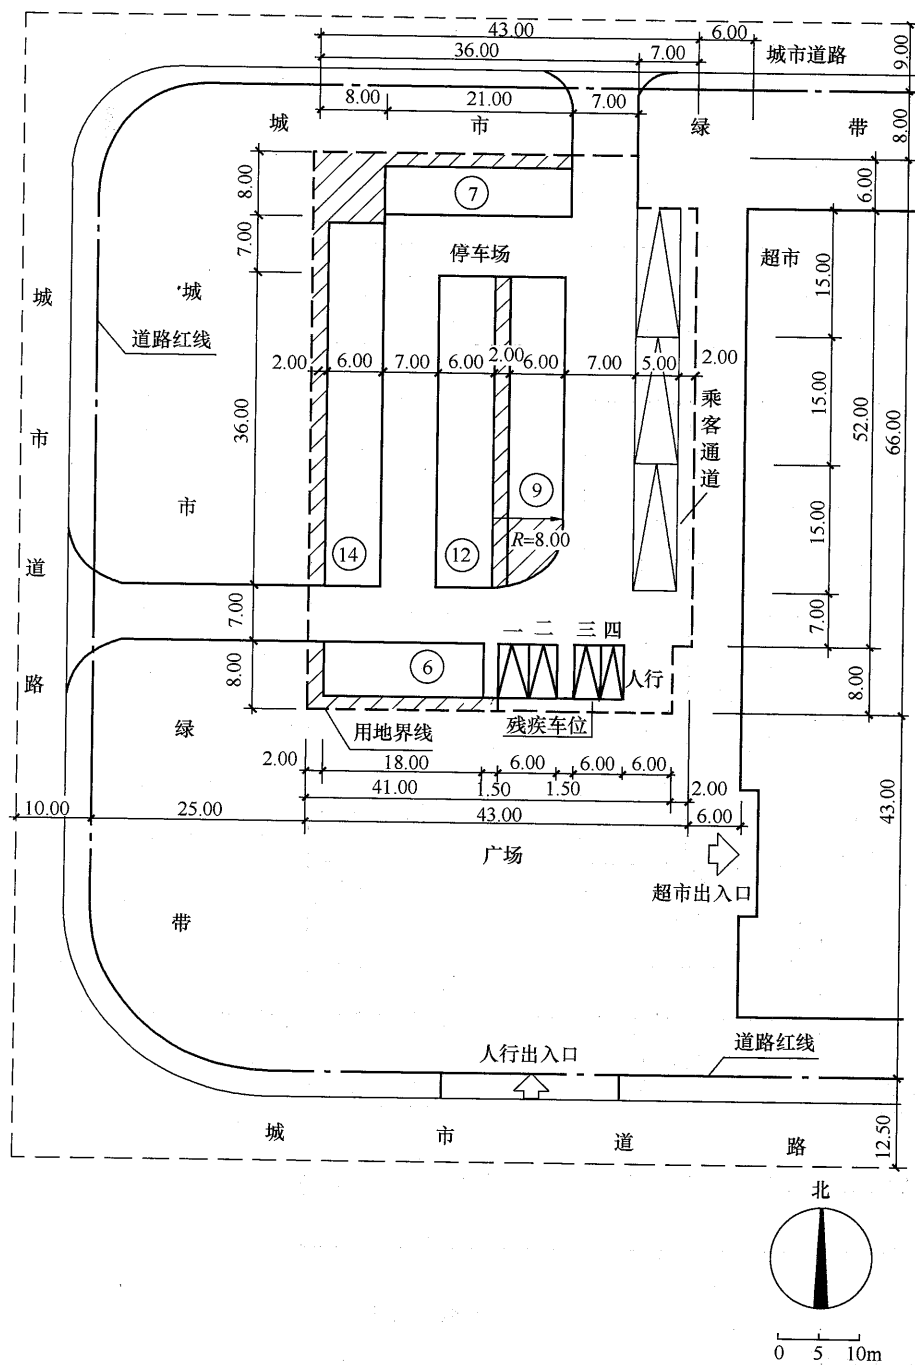 43.00
6.00
36.00
7.00
城市道路
9.00
8.00
21.00
7.00
城
市
绿
带
8.00
8.00
7
6.00
7.00
停车场
超市
15.00
城
城
道路红线
2.00
6.00
7.00
6.00
2.00
6.00
7.00
5.00
2.00
36.00
15.00
52.00
66.00
乘客通道
市
9
市
R=8.00
15.00
14
12
道
7.00
一
二
三
四
7.00
8.00
6
人行
8.00
路
绿
用地界线
残疾车位
2.00
18.00
6.00
6.00
6.00
41.00
1.50
1.50
2.00
10.00
25.00
43.00
6.00
43.00
广场
超市出入口
带
人行出入口
道路红线
城
市
道
路
12.50
北
0
5
10m